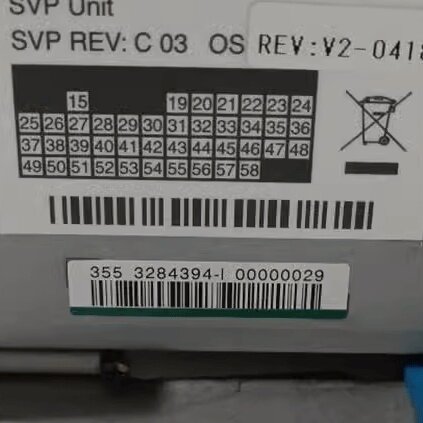 SVP Unit
SVP REV: C 03 OS REV:V2-0418
15 19 20 21 22 23 24
25 26 27 28 29 30 31 32 33 34 35 36
37 38 39 40 41 42 43 44 45 46 47 48
49 50 51 52 53 54 55 56 57 58
355 3284394-I 00000029